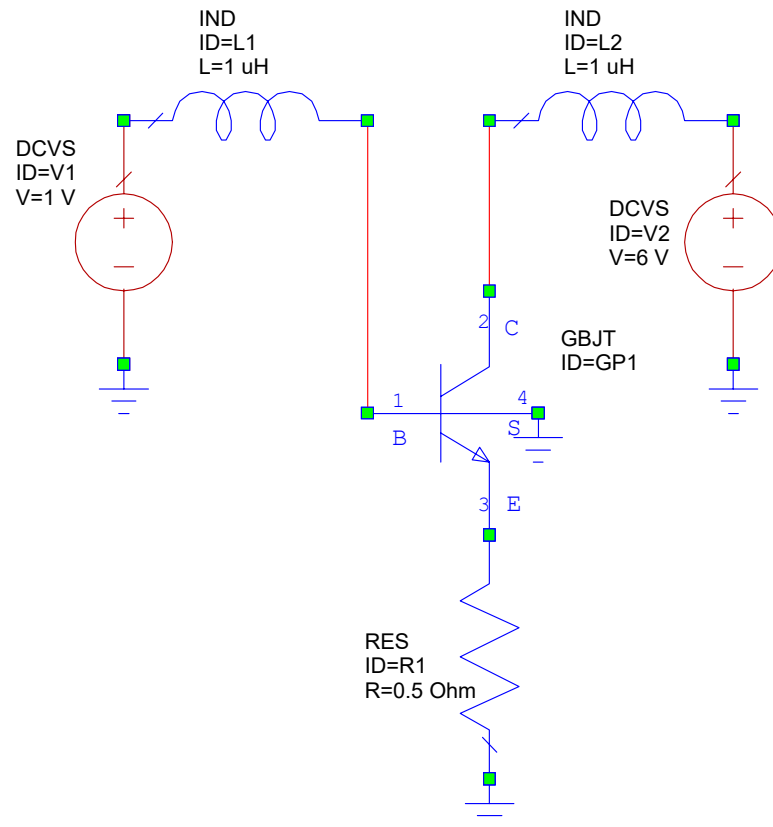 IND
ID=L1
L=1 uH
IND
ID=L2
L=1 uH
DCVS
ID=V1
V=1 V
+
–
DCVS
ID=V2
V=6 V
+
–
2 C
GBJT
ID=GP1
1
B
4
S
3 E
RES
ID=R1
R=0.5 Ohm